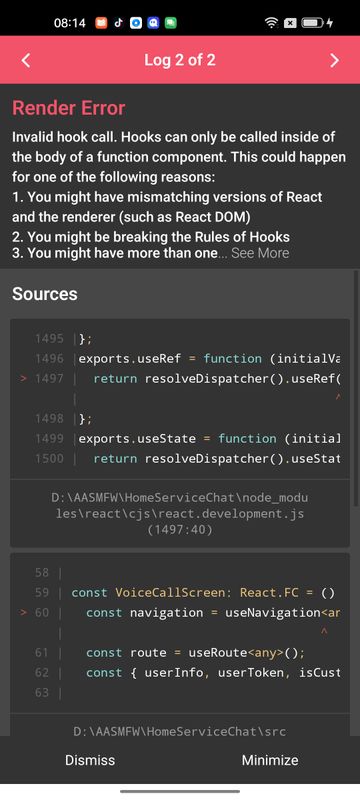 08:14
Log 2 of 2
Render Error
Invalid hook call. Hooks can only be called inside of
the body of a function component. This could happen
for one of the following reasons:
1. You might have mismatching versions of React
and the renderer (such as React DOM)
2. You might be breaking the Rules of Hooks
3. You might have more than one... See More
Sources
1495 |};
1496 |exports.useRef = function (initialVa
> 1497 |  return resolveDispatcher().useRef(
|                                   ^
1498 |};
1499 |exports.useState = function (initial
1500 |  return resolveDispatcher().useStat
D:\AASMFW\HomeServiceChat\node_modu
les\react\cjs\react.development.js
(1497:40)
58 |
59 | const VoiceCallScreen: React.FC = ()
> 60 |   const navigation = useNavigation<an
|                                  ^
61 |   const route = useRoute<any>();
62 |   const { userInfo, userToken, isCust
63 |
D:\AASMFW\HomeServiceChat\src
Dismiss
Minimize